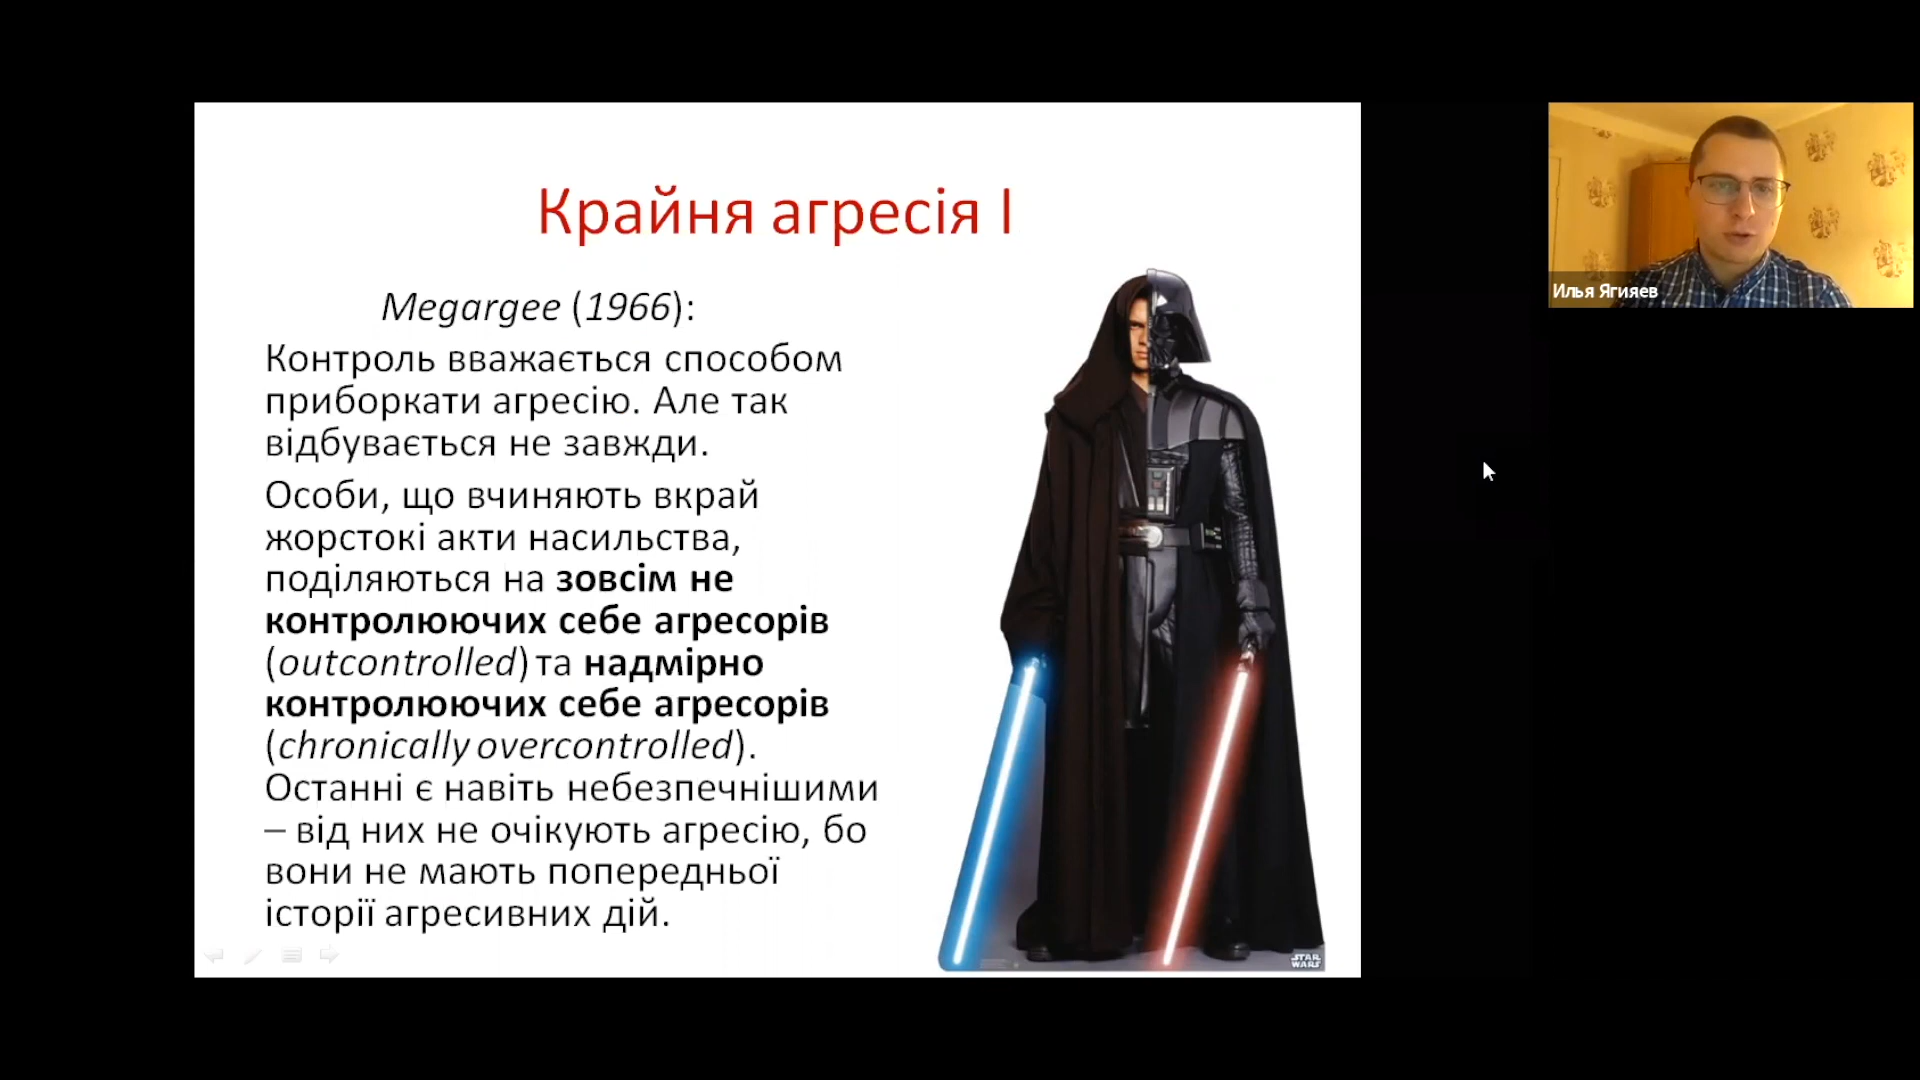 Крайня агресія І
Megargee (1966):
Контроль вважається способом
приборкати агресію. Але так
відбувається не завжди.
Особи, що вчиняють вкрай
жорстокі акти насильства,
поділяються на зовсім не
контролюючих себе агресорів
(outcontrolled) та надмірно
контролюючих себе агресорів
(chronically overcontrolled).
Останні є навіть небезпечнішими
– від них не очікують агресію, бо
вони не мають попередньої
історії агресивних дій.
STAR
WARS
Илья Ягияев